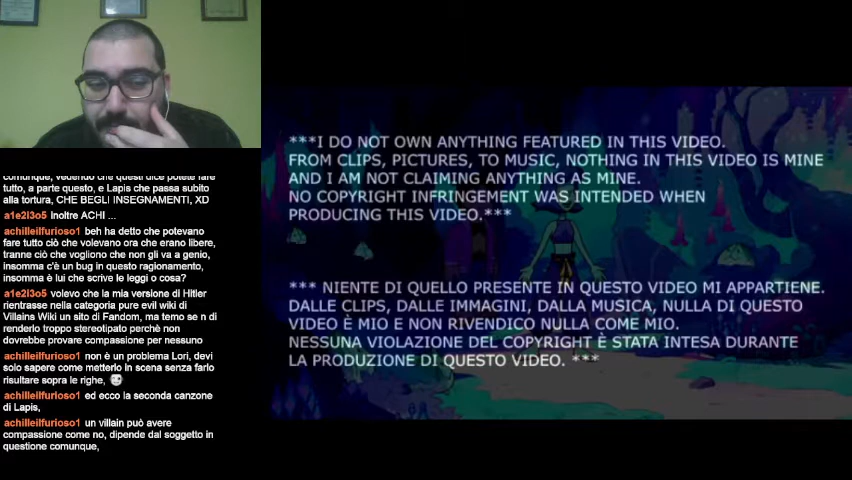 comunque, vedendo che questi dice potete fare
tutto, a parte questo, e Lapis che passa subito
alla tortura, CHE BEGLI INSEGNAMENTI, XD
a1e2l3o5 Inoltre ACHI ...
achilleilfurioso1 beh ha detto che potevano
fare tutto ciò che volevano ora che erano libere,
tranne ciò che vogliono che non gli va a genio,
insomma c'è un bug in questo ragionamento,
insomma è lui che scrive le leggi o cosa?
a1e2l3o5 volevo che la mia versione di Hitler
rientrasse nella categoria pure evil wiki di
Villains Wiki un sito di Fandom, ma temo se n di
renderlo troppo stereotipato perchè non
dovrebbe provare compassione per nessuno
achilleilfurioso1 non è un problema Lori, devi
solo sapere come metterlo in scena senza farlo
risultare sopra le righe,
achilleilfurioso1 ed ecco la seconda canzone
di Lapis,
achilleilfurioso1 un villain può avere
compassione come no, dipende dal soggetto in
questione comunque,
***I DO NOT OWN ANYTHING FEATURED IN THIS VIDEO.
FROM CLIPS, PICTURES, TO MUSIC, NOTHING IN THIS VIDEO IS MINE
AND I AM NOT CLAIMING ANYTHING AS MINE.
NO COPYRIGHT INFRINGEMENT WAS INTENDED WHEN
PRODUCING THIS VIDEO.***
*** NIENTE DI QUELLO PRESENTE IN QUESTO VIDEO MI APPARTIENE.
DALLE CLIPS, DALLE IMMAGINI, DALLA MUSICA, NULLA DI QUESTO
VIDEO È MIO E NON RIVENDICO NULLA COME MIO.
NESSUNA VIOLAZIONE DEL COPYRIGHT È STATA INTESA DURANTE
LA PRODUZIONE DI QUESTO VIDEO. ***